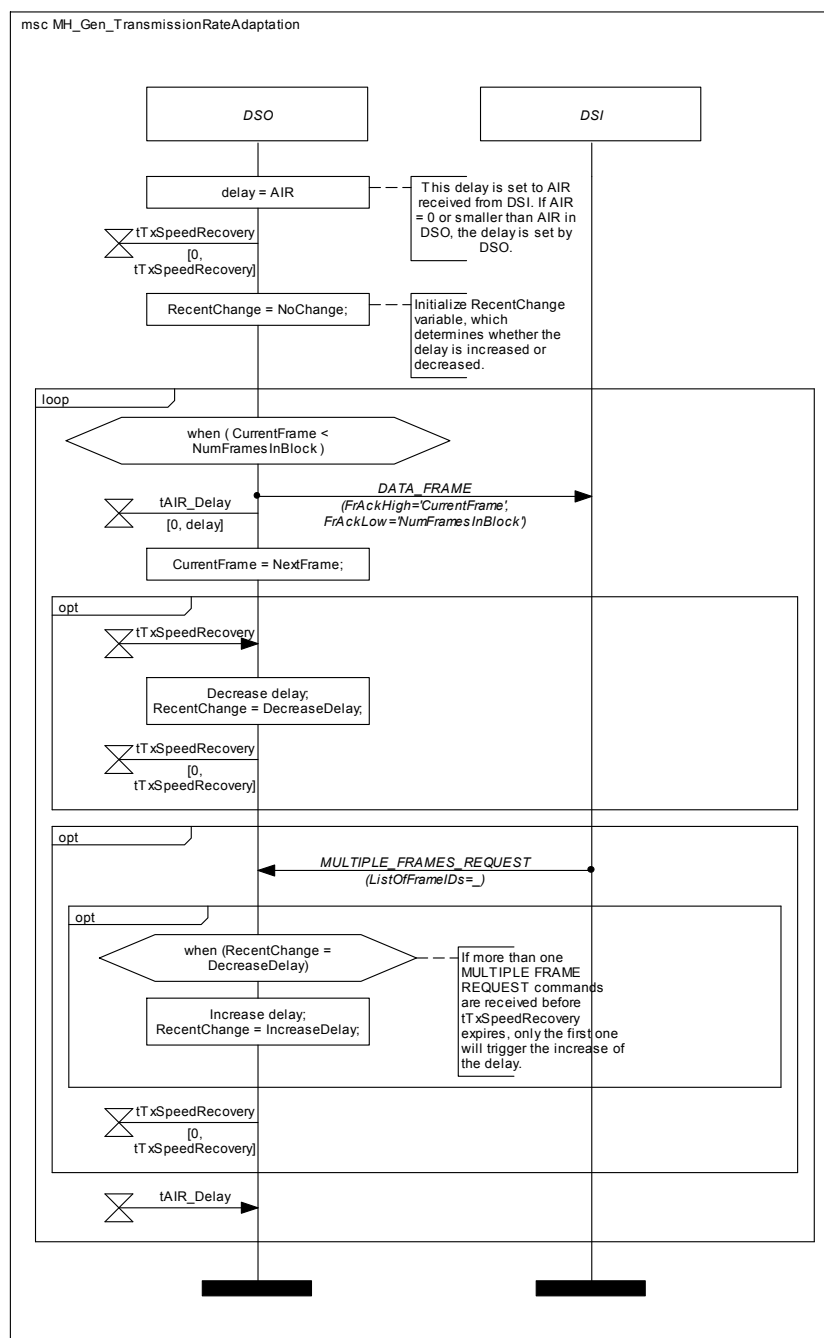 msc MH_Gen_TransmissionRateAdaptation
DSO
DSI
delay = AIR
This delay is set to AIR
received from DSI. If AIR
= 0 or smaller than AIR in
DSO, the delay is set by
DSO.
tTxSpeedRecovery
[0,
tTxSpeedRecovery]
RecentChange = NoChange;
Initialize RecentChange
variable, which
determines whether the
delay is increased or
decreased.
loop
when ( CurrentFrame <
NumFramesInBlock )
DATA_FRAME
(FrAckHigh='CurrentFrame',
FrAckLow='NumFramesInBlock')
tAIR_Delay
[0, delay]
CurrentFrame = NextFrame;
opt
tTxSpeedRecovery
Decrease delay;
RecentChange = DecreaseDelay;
tTxSpeedRecovery
[0,
tTxSpeedRecovery]
opt
MULTIPLE_FRAMES_REQUEST
(ListOfFrameIDs=_)
opt
when (RecentChange =
DecreaseDelay)
If more than one
MULTIPLE FRAME
REQUEST commands
are received before
tTxSpeedRecovery
expires, only the first one
will trigger the increase of
the delay.
Increase delay;
RecentChange = IncreaseDelay;
tTxSpeedRecovery
[0,
tTxSpeedRecovery]
tAIR_Delay